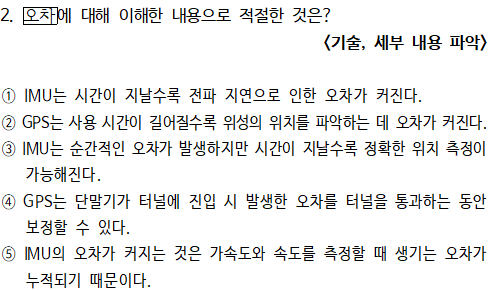 2. 오차에 대해 이해한 내용으로 적절한 것은?
<기술, 세부 내용 파악>
① IMU는 시간이 지날수록 전파 지연으로 인한 오차가 커진다.
② GPS는 사용 시간이 길어질수록 위성의 위치를 파악하는 데 오차가 커진다.
③ IMU는 순간적인 오차가 발생하지만 시간이 지날수록 정확한 위치 측정이
가능해진다.
④ GPS는 단말기가 터널에 진입 시 발생한 오차를 터널을 통과하는 동안
보정할 수 있다.
⑤ IMU의 오차가 커지는 것은 가속도와 속도를 측정할 때 생기는 오차가
누적되기 때문이다.